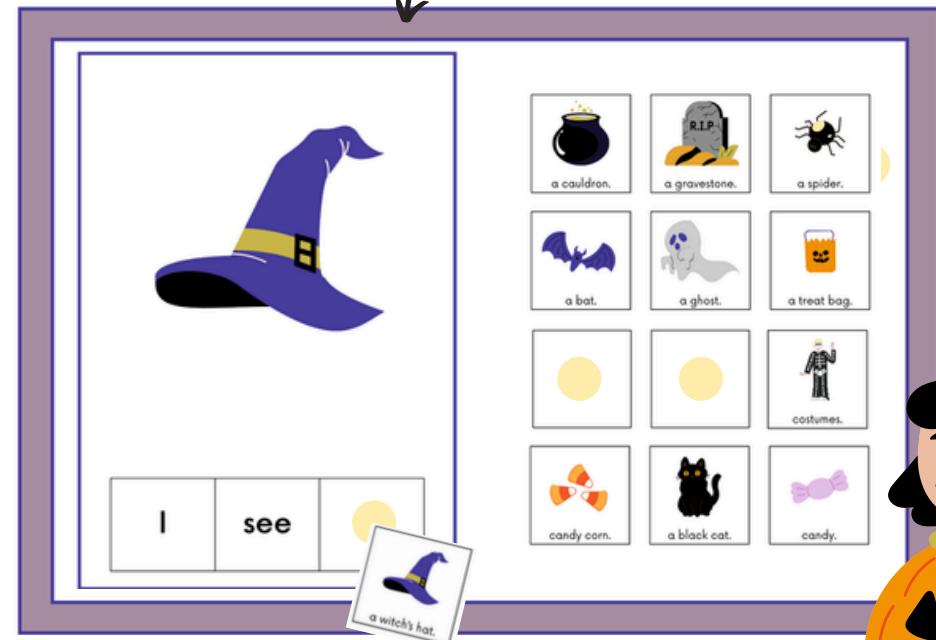 I see
a witch's hat.
a cauldron.
R.I.P
a gravestone.
a spider.
a bat.
a ghost.
a treat bag.
costumes.
candy corn.
a black cat.
candy.